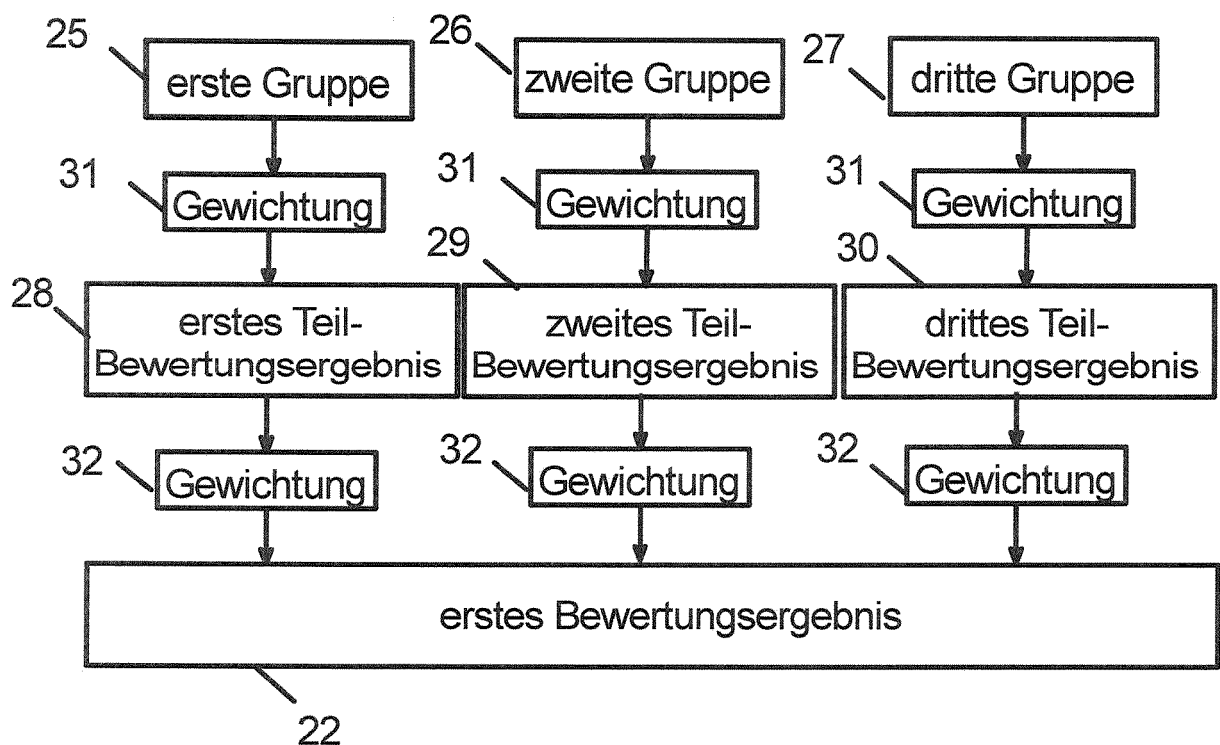 25
erste Gruppe
26
zweite Gruppe
27
dritte Gruppe
31
Gewichtung
31
Gewichtung
31
Gewichtung
28
erstes Teil-
Bewertungsergebnis
29
zweites Teil-
Bewertungsergebnis
30
drittes Teil-
Bewertungsergebnis
32
Gewichtung
32
Gewichtung
32
Gewichtung
erstes Bewertungsergebnis
22